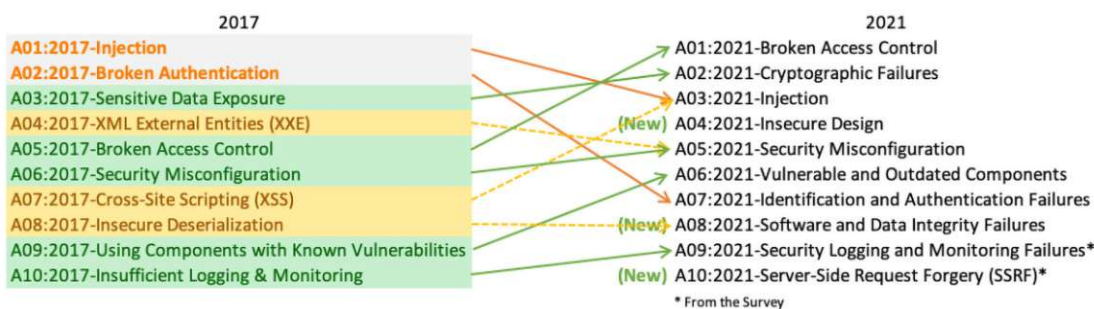 2017
A01:2017-Injection
A02:2017-Broken Authentication
A03:2017-Sensitive Data Exposure
A04:2017-XML External Entities (XXE)
A05:2017-Broken Access Control
A06:2017-Security Misconfiguration
A07:2017-Cross-Site Scripting (XSS)
A08:2017-Insecure Deserialization
A09:2017-Using Components with Known Vulnerabilities
A10:2017-Insufficient Logging & Monitoring
2021
A01:2021-Broken Access Control
A02:2021-Cryptographic Failures
A03:2021-Injection
(New) A04:2021-Insecure Design
A05:2021-Security Misconfiguration
A06:2021-Vulnerable and Outdated Components
A07:2021-Identification and Authentication Failures
(New) A08:2021-Software and Data Integrity Failures
A09:2021-Security Logging and Monitoring Failures*
(New) A10:2021-Server-Side Request Forgery (SSRF)*
* From the Survey